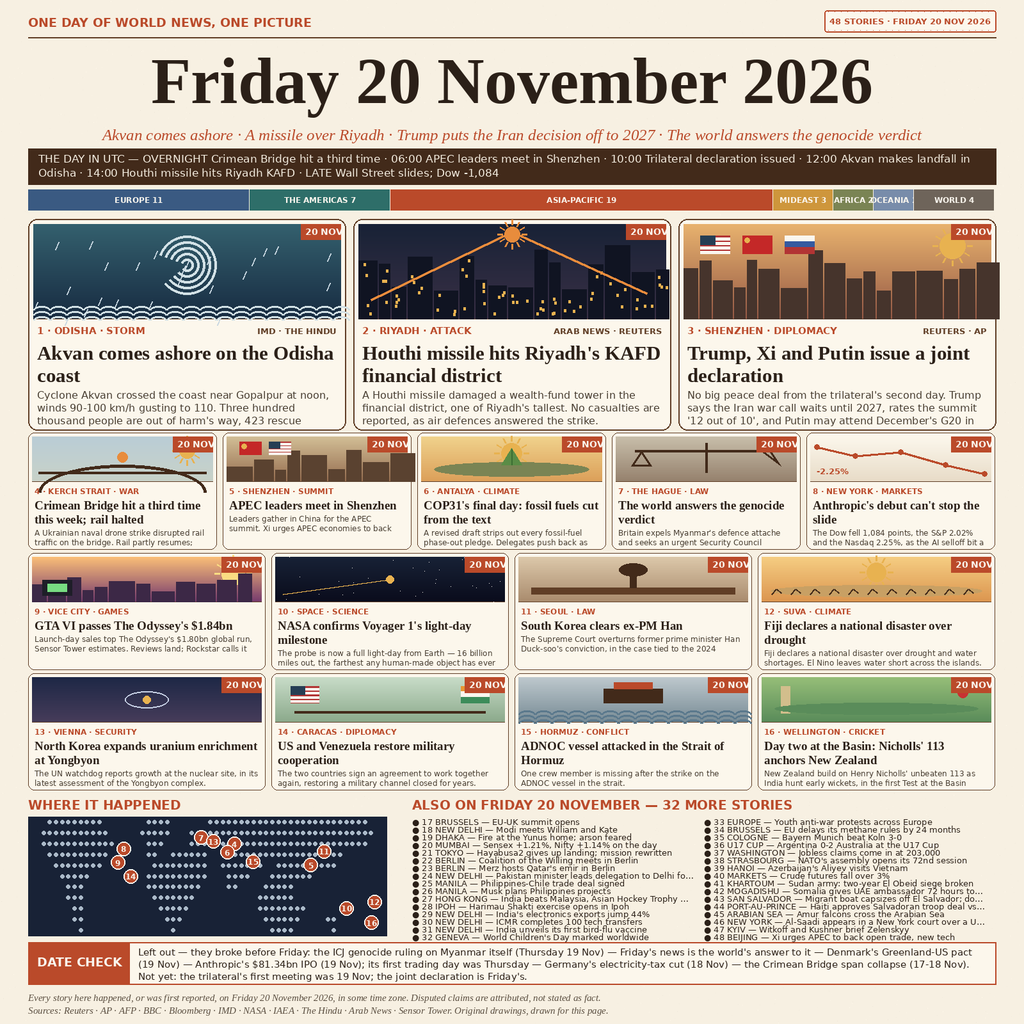 ONE DAY OF WORLD NEWS, ONE PICTURE
48 STORIES · FRIDAY 20 NOV 2026
Friday 20 November 2026
Akvan comes ashore · A missile over Riyadh · Trump puts the Iran decision off to 2027 · The world answers the genocide verdict
THE DAY IN UTC — OVERNIGHT Crimean Bridge hit a third time · 06:00 APEC leaders meet in Shenzhen · 10:00 Trilateral declaration issued · 12:00 Akvan makes landfall in
Odisha · 14:00 Houthi missile hits Riyadh KAFD · LATE Wall Street slides; Dow -1,084
EUROPE 11
THE AMERICAS 7
ASIA-PACIFIC 19
MIDEAST 3
AFRICA 2
OCEANIA
WORLD 4
20 NOV
1 · ODISHA · STORM
IMD · THE HINDU
Akvan comes ashore on the Odisha
coast
Cyclone Akvan crossed the coast near Gopalpur at noon,
winds 90-100 km/h gusting to 110. Three hundred
thousand people are out of harm's way, 423 rescue
20 NOV
2 · RIYADH · ATTACK
ARAB NEWS · REUTERS
Houthi missile hits Riyadh's KAFD
financial district
A Houthi missile damaged a wealth-fund tower in the
financial district, one of Riyadh's tallest. No casualties are
reported, as air defences answered the strike.
20 NOV
3 · SHENZHEN · DIPLOMACY
REUTERS · AP
Trump, Xi and Putin issue a joint
declaration
No big peace deal from the trilateral's second day. Trump
says the Iran war call waits until 2027, rates the summit
'12 out of 10', and Putin may attend December's G20 in
20 NOV
4 · KERCH STRAIT · WAR
Crimean Bridge hit a third time
this week; rail halted
A Ukrainian naval drone strike disrupted rail
traffic on the bridge. Rail partly resumes;
20 NOV
5 · SHENZHEN · SUMMIT
APEC leaders meet in Shenzhen
Leaders gather in China for the APEC
summit. Xi urges APEC economies to back
20 NOV
6 · ANTALYA · CLIMATE
COP31's final day: fossil fuels cut
from the text
A revised draft strips out every fossil-fuel
phase-out pledge. Delegates push back as
20 NOV
7 · THE HAGUE · LAW
The world answers the genocide
verdict
Britain expels Myanmar's defence attache
and seeks an urgent Security Council
20 NOV
-2.25%
8 · NEW YORK · MARKETS
Anthropic's debut can't stop the
slide
The Dow fell 1,084 points, the S&P 2.02%
and the Nasdaq 2.25%, as the AI selloff bit a
20 NOV
9 · VICE CITY · GAMES
GTA VI passes The Odyssey's $1.84bn
Launch-day sales top The Odyssey's $1.80bn global run,
Sensor Tower estimates. Reviews land; Rockstar calls it
20 NOV
10 · SPACE · SCIENCE
NASA confirms Voyager 1's light-day
milestone
The probe is now a full light-day from Earth — 16 billion
miles out, the farthest any human-made object has ever
20 NOV
11 · SEOUL · LAW
South Korea clears ex-PM Han
The Supreme Court overturns former prime minister Han
Duck-soo's conviction, in the case tied to the 2024
20 NOV
12 · SUVA · CLIMATE
Fiji declares a national disaster over
drought
Fiji declares a national disaster over drought and water
shortages. El Nino leaves water short across the islands.
20 NOV
13 · VIENNA · SECURITY
North Korea expands uranium enrichment
at Yongbyon
The UN watchdog reports growth at the nuclear site, in its
latest assessment of the Yongbyon complex.
20 NOV
14 · CARACAS · DIPLOMACY
US and Venezuela restore military
cooperation
The two countries sign an agreement to work together
again, restoring a military channel closed for years.
20 NOV
15 · HORMUZ · CONFLICT
ADNOC vessel attacked in the Strait of
Hormuz
One crew member is missing after the strike on the
ADNOC vessel in the strait.
20 NOV
16 · WELLINGTON · CRICKET
Day two at the Basin: Nicholls' 113
anchors New Zealand
New Zealand build on Henry Nicholls' unbeaten 113 as
India hunt early wickets, in the first Test at the Basin
WHERE IT HAPPENED
8
9
14
7
13
4
6
15
11
5
10
12
16
ALSO ON FRIDAY 20 NOVEMBER — 32 MORE STORIES
● 17 BRUSSELS — EU-UK summit opens
● 18 NEW DELHI — Modi meets William and Kate
● 19 DHAKA — Fire at the Yunus home; arson feared
● 20 MUMBAI — Sensex +1.21%, Nifty +1.14% on the day
● 21 TOKYO — Hayabusa2 gives up landing; mission rewritten
● 22 BERLIN — Coalition of the Willing meets in Berlin
● 23 BERLIN — Merz hosts Qatar's emir in Berlin
● 24 NEW DELHI — Pakistan minister leads delegation to Delhi fo...
● 25 MANILA — Philippines-Chile trade deal signed
● 26 MANILA — Musk plans Philippines projects
● 27 HONG KONG — India beats Malaysia, Asian Hockey Trophy ...
● 28 IPOH — Harimau Shakti exercise opens in Ipoh
● 29 NEW DELHI — India's electronics exports jump 44%
● 30 NEW DELHI — ICMR completes 100 tech transfers
● 31 NEW DELHI — India unveils its first bird-flu vaccine
● 32 GENEVA — World Children's Day marked worldwide
● 33 EUROPE — Youth anti-war protests across Europe
● 34 BRUSSELS — EU delays its methane rules by 24 months
● 35 COLOGNE — Bayern Munich beat Koln 3-0
● 36 U17 CUP — Argentina 0-2 Australia at the U17 Cup
● 37 WASHINGTON — Jobless claims come in at 203,000
● 38 STRASBOURG — NATO's assembly opens its 72nd session
● 39 HANOI — Azerbaijan's Aliyev visits Vietnam
● 40 MARKETS — Crude futures fall over 3%
● 41 KHARTOUM — Sudan army: two-year El Obeid siege broken
● 42 MOGADISHU — Somalia gives UAE ambassador 72 hours to...
● 43 SAN SALVADOR — Migrant boat capsizes off El Salvador; do...
● 44 PORT-AU-PRINCE — Haiti approves Salvadoran troop deal vs...
● 45 ARABIAN SEA — Amur falcons cross the Arabian Sea
● 46 NEW YORK — Al-Saadi appears in a New York court over a U...
● 47 KYIV — Witkoff and Kushner brief Zelenskyy
● 48 BEIJING — Xi urges APEC to back open trade, new tech
DATE CHECK
Left out — they broke before Friday: the ICJ genocide ruling on Myanmar itself (Thursday 19 Nov) — Friday's news is the world's answer to it — Denmark's Greenland-US pact
(19 Nov) — Anthropic's $81.34bn IPO (19 Nov); its first trading day was Thursday — Germany's electricity-tax cut (18 Nov) — the Crimean Bridge span collapse (17-18 Nov).
Not yet: the trilateral's first meeting was 19 Nov; the joint declaration is Friday's.
Every story here happened, or was first reported, on Friday 20 November 2026, in some time zone. Disputed claims are attributed, not stated as fact.
Sources: Reuters · AP · AFP · BBC · Bloomberg · IMD · NASA · IAEA · The Hindu · Arab News · Sensor Tower. Original drawings, drawn for this page.